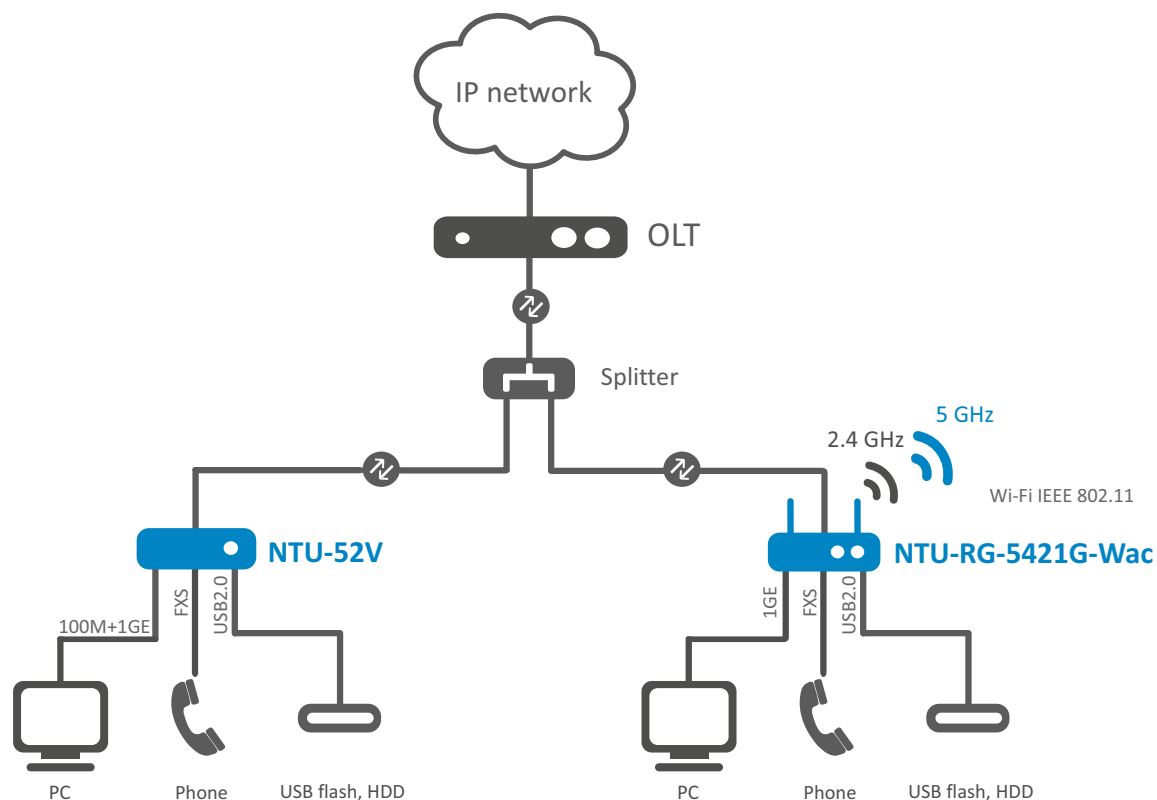 IP network
OLT
Splitter
5 GHz
2.4 GHz
Wi-Fi IEEE 802.11
NTU-52V
NTU-RG-5421G-Wac
100M+1GE
FXS
USB2.0
1GE
FXS
USB2.0
PC
Phone
USB flash, HDD
PC
Phone
USB flash, HDD